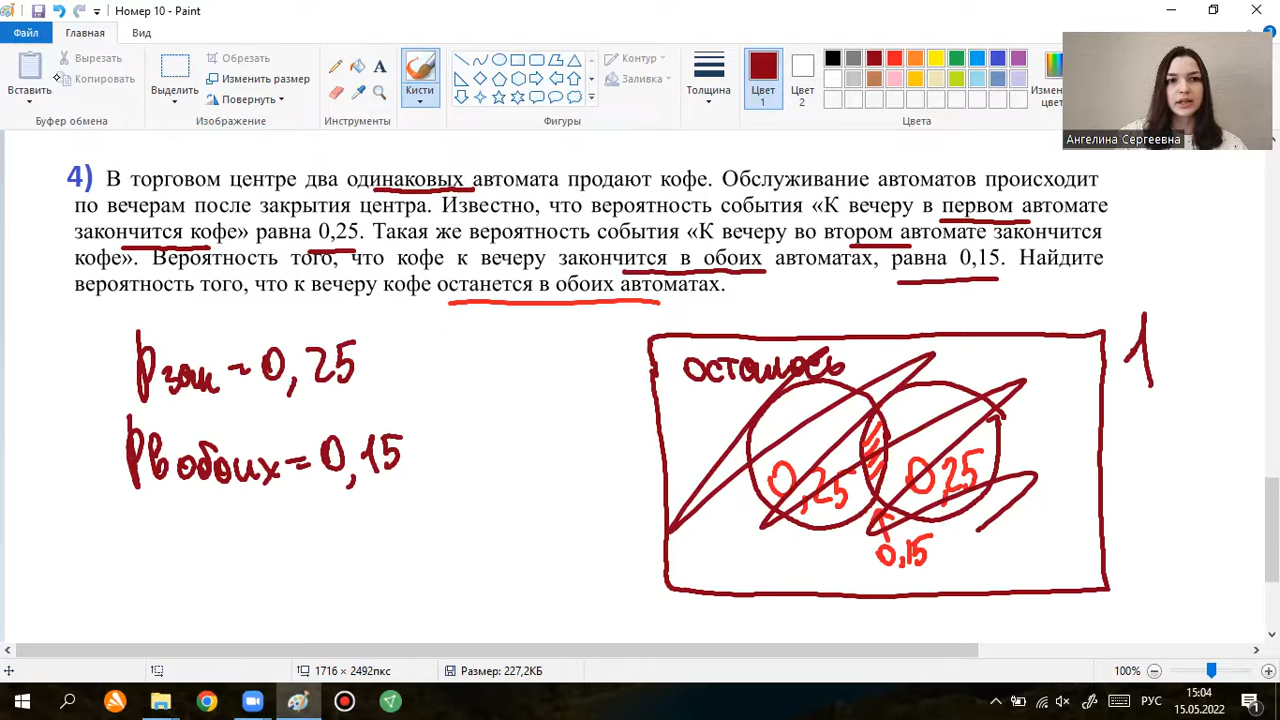 Номер 10 - Paint
Файл Главная Вид
Вставить
Вырезать
Копировать
Буфер обмена
Выделить
Обрезать
Изменить размер
Повернуть
Изображение
Инструменты
Кисти
Контур
Заливка
Фигуры
Толщина
Цвет 1
Цвет 2
Цвета
Ангелина Сергеевна
4) В торговом центре два одинаковых автомата продают кофе. Обслуживание автоматов происходит
по вечерам после закрытия центра. Известно, что вероятность события «К вечеру в первом автомате
закончится кофе» равна 0,25. Такая же вероятность события «К вечеру во втором автомате закончится
кофе». Вероятность того, что кофе к вечеру закончится в обоих автоматах, равна 0,15. Найдите
вероятность того, что к вечеру кофе останется в обоих автоматах.
Pзак = 0,25
Pв обоих = 0,15
осталось
1
0,25 0,25
0,15
1716 × 2492пкс
Размер: 227,2КБ
100%
РУС
15:04
15.05.2022
1